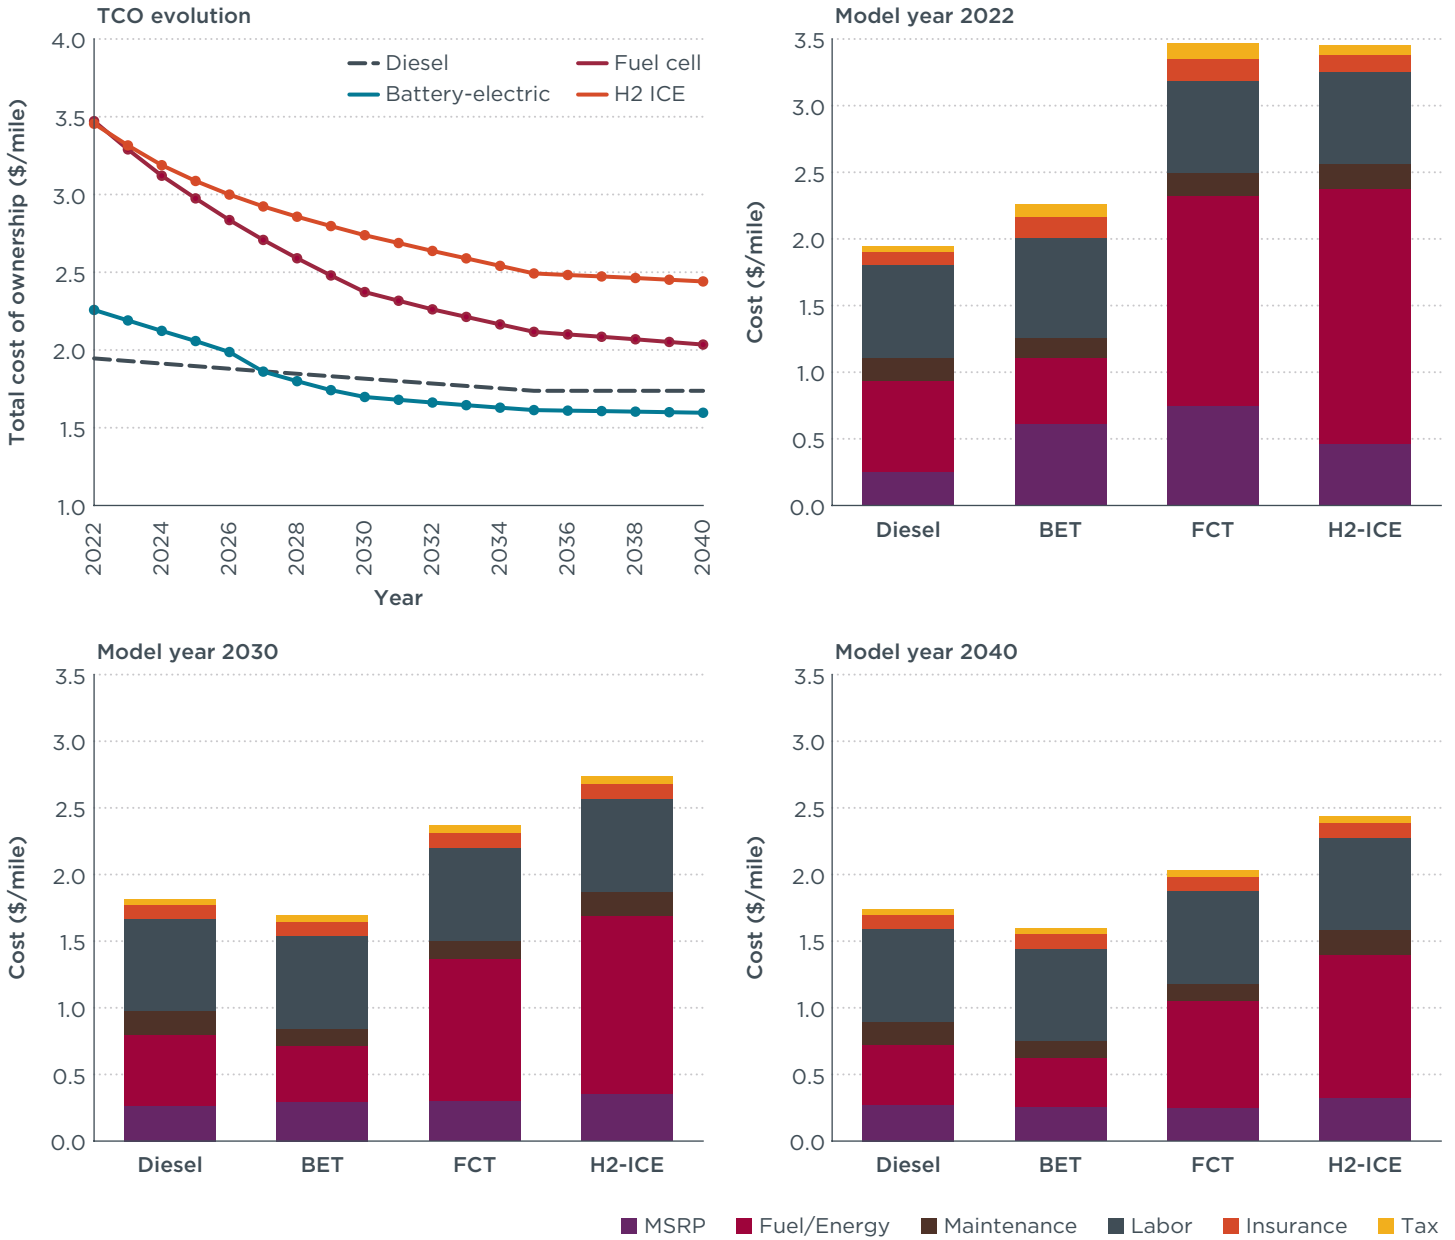 TCO evolution
4.0
3.5
3.0
2.5
2.0
1.5
1.0
Total cost of ownership ($/mile)
Diesel
Fuel cell
Battery-electric
H2 ICE
2022
2024
2026
2028
2030
2032
2034
2036
2038
2040
Year
Model year 2022
3.5
3.0
2.5
2.0
1.5
1.0
0.5
0.0
Cost ($/mile)
Diesel
BET
FCT
H2-ICE
Model year 2030
3.5
3.0
2.5
2.0
1.5
1.0
0.5
0.0
Cost ($/mile)
Diesel
BET
FCT
H2-ICE
Model year 2040
3.5
3.0
2.5
2.0
1.5
1.0
0.5
0.0
Cost ($/mile)
Diesel
BET
FCT
H2-ICE
MSRP
Fuel/Energy
Maintenance
Labor
Insurance
Tax